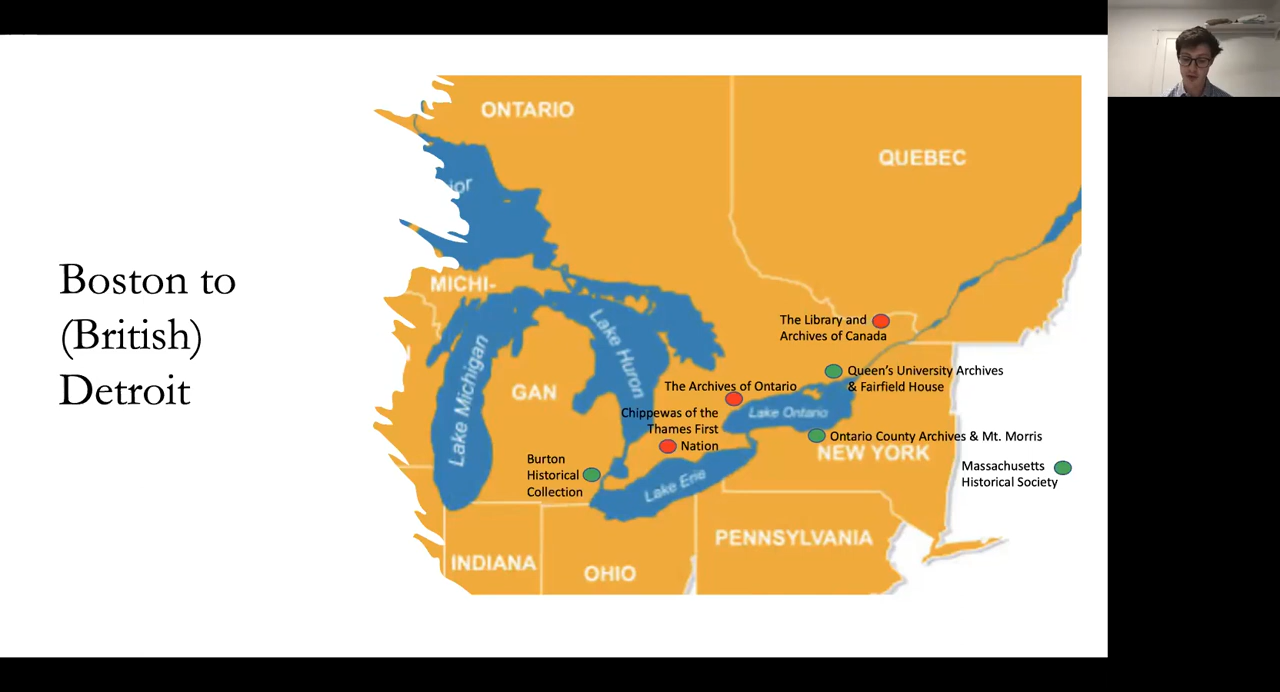 Boston to
(British)
Detroit
ONTARIO
QUEBEC
ior
MICHI-
GAN
Lake Michigan
Lake Huron
The Library and
Archives of Canada
Queen's University Archives
& Fairfield House
The Archives of Ontario
Lake Ontario
Chippewas of the
Thames First
Nation
Ontario County Archives & Mt. Morris
NEW YORK
Burton
Historical
Collection
Lake Erie
Massachusetts
Historical Society
PENNSYLVANIA
INDIANA
OHIO